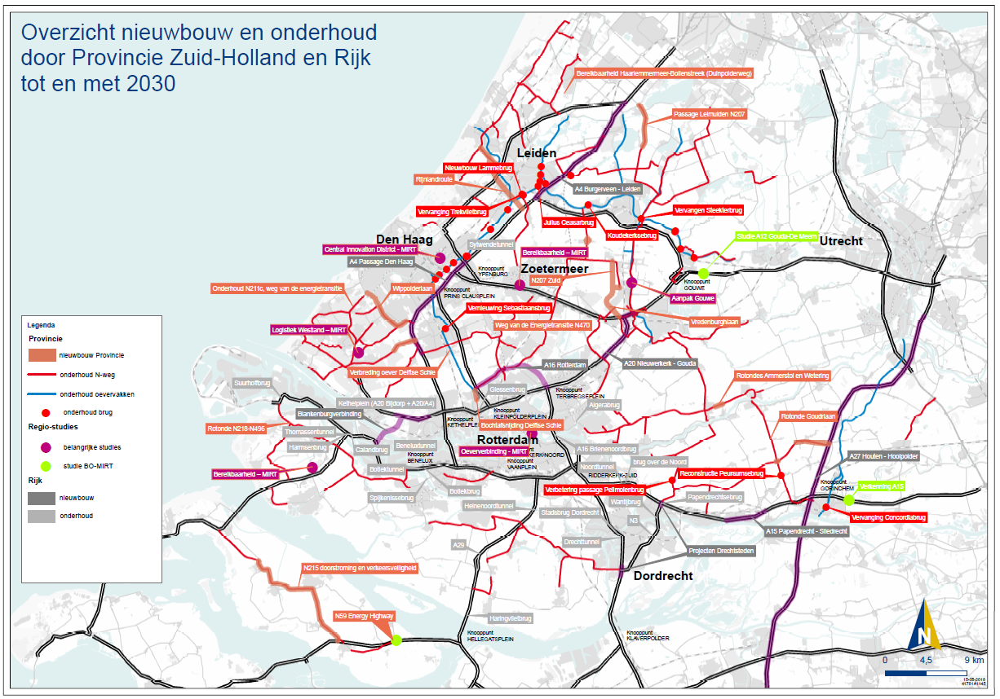 Overzicht nieuwbouw en onderhoud
door Provincie Zuid-Holland en Rijk
tot en met 2030
Bereikbaarheid Haarlemmermeer-Bollenstreek (Duinpolderweg)
Passage Leimuiden N207
Leiden
Nieuwbouw Lammebrug
Rijnlandroute
A4 Burgerveen - Leiden
Vervanging Trekvlietbrug
Vervangen Steekterbrug
Julius Ceasarbrug
Koudekerksebrug
Studie A12 Gouda-De Meern
Utrecht
Den Haag
Sytwendetunnel
Central Innovation District - MIRT
Bereikbaarheid – MIRT
A4 Passage Den Haag
Knooppunt
YPENBURG
Zoetermeer
N207 Zuid
Knooppunt
GOUWE
Onderhoud N211c, weg van de energietransitie
Wippolderlaan
Knooppunt
PRINS CLAUSPLEIN
Aanpak Gouwe
Vernieuwing Sebastiaansbrug
Weg van de Energietransitie N470
Vredenburghlaan
Logistiek Westland – MIRT
Verbreding oever Delftse Schie
A16 Rotterdam
A20 Nieuwerkerk - Gouda
Rotondes Ammerstol en Wetering
Suurhoffbrug
Giessenbrug
Knooppunt
TERBREGSEPLEIN
Kethelplein (A20 Bijdorp + A20/A4)
Algerabrug
Blankenburgverbinding
Knooppunt
KLEINPOLDERPLEIN
Knooppunt
KETHELPLEIN
Bochtafsnijding Delftse Schie
Rotonde Goudriaan
Rotonde N218-N496
Thomassentunnel
Rotterdam
Harmsenbrug
Calandbrug
Beneluxtunnel
Knooppunt
BENELUX
Oeververbinding - MIRT
A16 Brienenoordbrug
A27 Houten - Hooipolder
Knooppunt
VAANPLEIN
brug over de Noord
Noordtunnel
RIDDERKERK-ZUID
Bereikbaarheid – MIRT
Botlektunnel
Reconstructie Peursumsebrug
Knooppunt
GORINCHEM
Verkenning A15
Botlekbrug
Spijkenissebrug
Verbetering passage Pelmolenbrug
Papendrechtsebrug
Heinenoordtunnel
Wantijbrug
Stadsbrug Dordrecht
N3
Vervanging Concordiabrug
A15 Papendrecht - Sliedrecht
A29
Drechttunnel
Projecten Drechtsteden
Dordrecht
N215 doorstroming en verkeersveiligheid
N59 Energy Highway
Haringvlietbrug
Knooppunt
HELLEGATSPLEIN
Knooppunt
KLAVERPOLDER
Legenda
Provincie
nieuwbouw Provincie
onderhoud N-weg
onderhoud oevervakken
onderhoud brug
Regio-studies
belangrijke studies
studie BO-MIRT
Rijk
nieuwbouw
onderhoud
N
0 4,5 9 km
15-05-2018